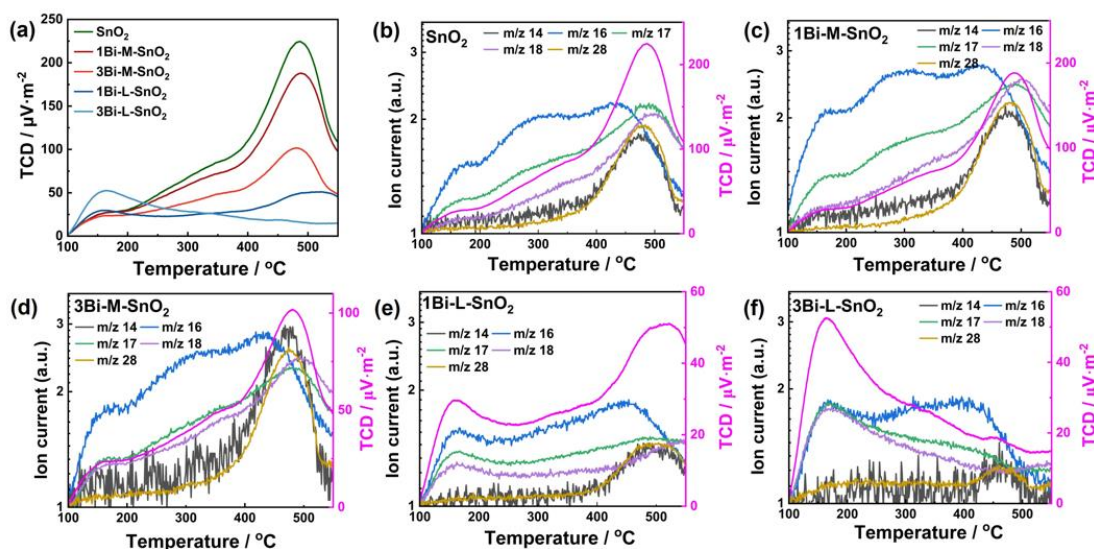 (a)
SnO₂
1Bi-M-SnO₂
3Bi-M-SnO₂
1Bi-L-SnO₂
3Bi-L-SnO₂
TCD / μV·m⁻²
250
200
150
100
50
0
100 200 300 400 500
Temperature / °C
(b)
SnO₂
m/z 14 m/z 16 m/z 17
m/z 18 m/z 28
Ion current (a.u.)
3
2
1
TCD / μV·m⁻²
200
100
0
100 200 300 400 500
Temperature / °C
(c)
1Bi-M-SnO₂
m/z 14 m/z 16
m/z 17 m/z 18
m/z 28
Ion current (a.u.)
3
2
1
TCD / μV·m⁻²
200
100
0
100 200 300 400 500
Temperature / °C
(d)
3Bi-M-SnO₂
m/z 14 m/z 16
m/z 17 m/z 18
m/z 28
Ion current (a.u.)
3
2
1
TCD / μV·m⁻²
100
50
0
100 200 300 400 500
Temperature / °C
(e)
1Bi-L-SnO₂
m/z 14 m/z 16
m/z 17 m/z 18
m/z 28
Ion current (a.u.)
3
2
1
TCD / μV·m⁻²
60
40
20
0
100 200 300 400 500
Temperature / °C
(f)
3Bi-L-SnO₂
m/z 14 m/z 16
m/z 17 m/z 18
m/z 28
Ion current (a.u.)
3
2
1
TCD / μV·m⁻²
60
40
20
0
100 200 300 400 500
Temperature / °C